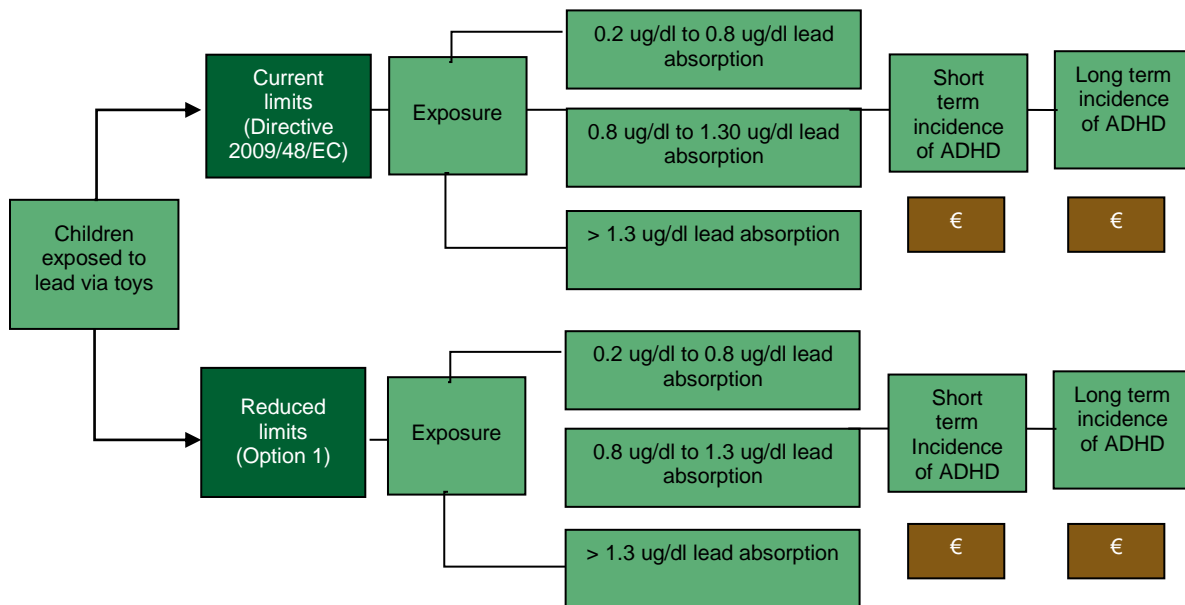 Children
exposed to
lead via toys
Current
limits
(Directive
2009/48/EC)
Exposure
0.2 ug/dl to 0.8 ug/dl lead
absorption
0.8 ug/dl to 1.30 ug/dl lead
absorption
> 1.3 ug/dl lead absorption
Short
term
incidence
of ADHD
Long term
incidence
of ADHD
€
€
Reduced
limits
(Option 1)
Exposure
0.2 ug/dl to 0.8 ug/dl lead
absorption
0.8 ug/dl to 1.3 ug/dl lead
absorption
> 1.3 ug/dl lead absorption
Short
term
Incidence
of ADHD
Long term
incidence
of ADHD
€
€